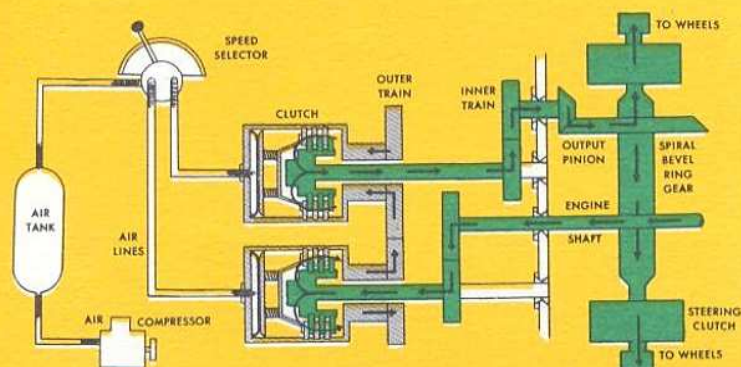 SPEED
SELECTOR
TO WHEELS
OUTER
TRAIN
INNER
TRAIN
CLUTCH
OUTPUT
PINION
SPIRAL
BEVEL
RING
GEAR
AIR
TANK
AIR
LINES
ENGINE
SHAFT
AIR COMPRESSOR
STEERING
CLUTCH
TO WHEELS